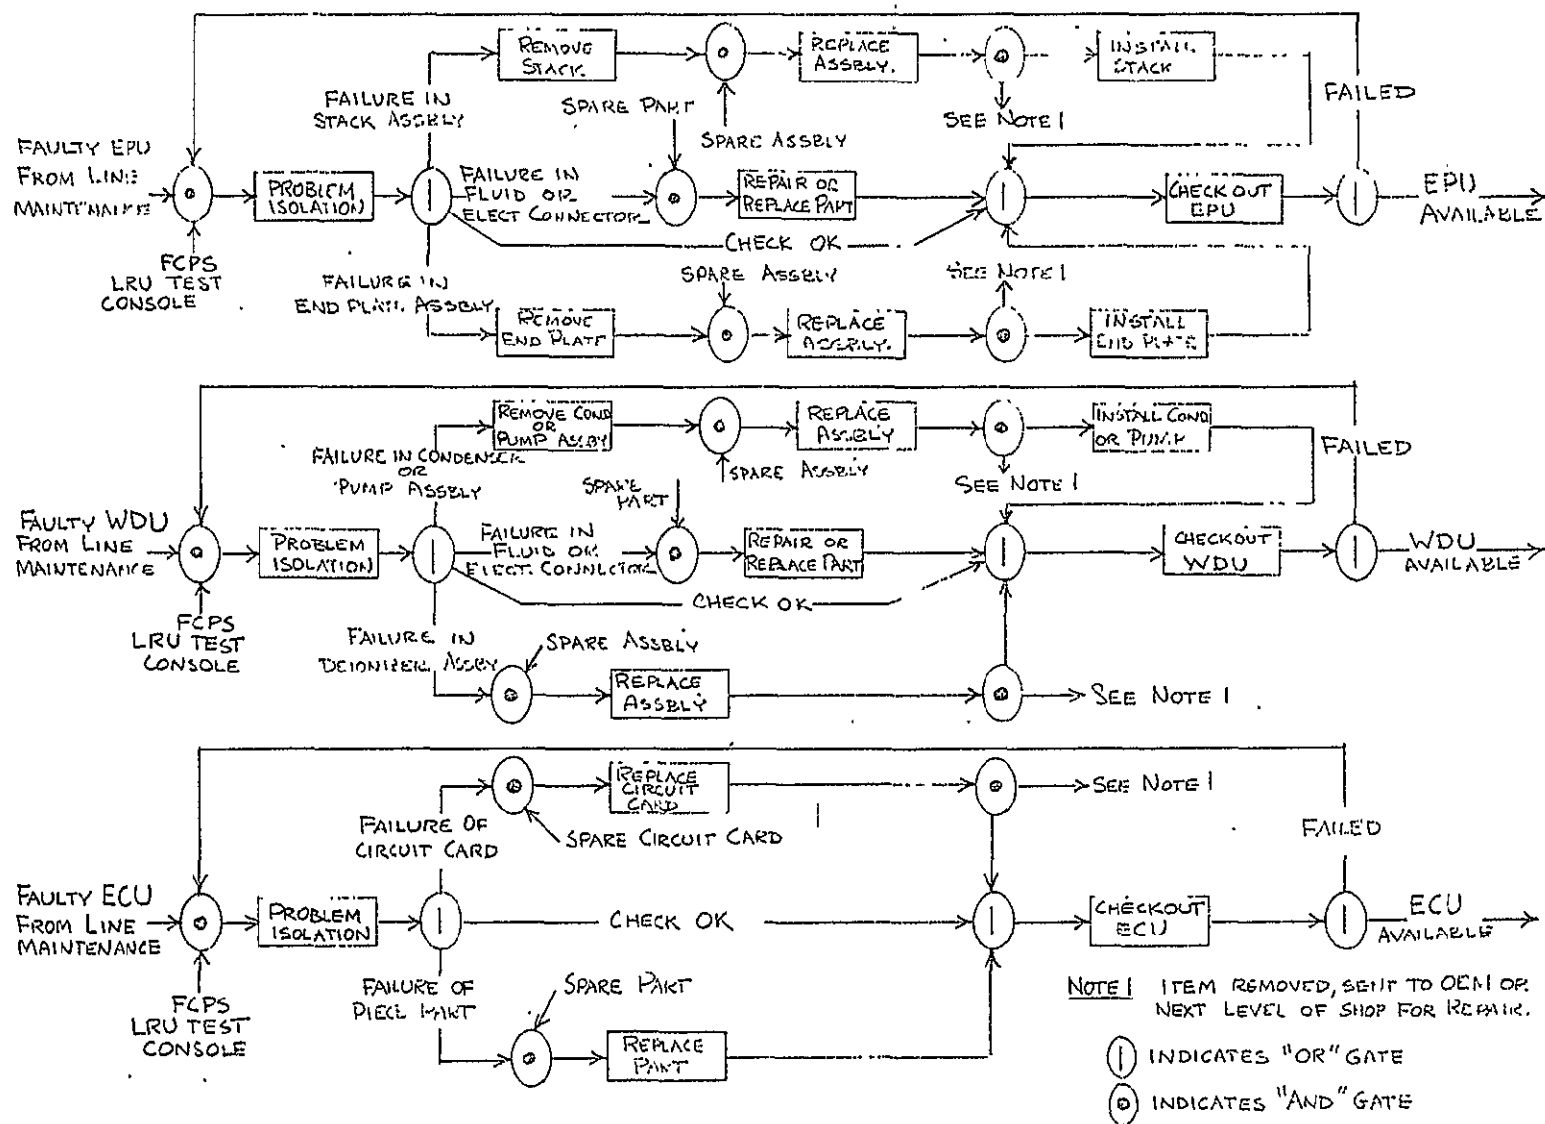 REMOVE
STACK
REPLACE
ASSBLY.
INSTALL
STACK
FAILURE IN
STACK ASSBLY
SPARE PART
SPARE ASSBLY
SEE NOTE 1
FAILED
FAULTY EPU
FROM LINE
MAINTENANCE
PROBLEM
ISOLATION
FAILURE IN
FLUID OR
ELECT CONNECTOR
REPAIR OR
REPLACE PART
CHECKOUT
EPU
EPU
AVAILABLE
CHECK OK
FCPS
LRU TEST
CONSOLE
FAILURE IN
END PLATE ASSBLY
SPARE ASSBLY
SEE NOTE 1
REMOVE
END PLATE
REPLACE
ASSBLY.
INSTALL
END PLATE
REMOVE COND
OR
PUMP ASBY
REPLACE
ASSBLY
INSTALL COND
OR PUMP
FAILURE IN CONDENSER
OR
PUMP ASSBLY
SPARE ASSBLY
SEE NOTE 1
FAILED
SPARE
PART
FAULTY WDU
FROM LINE
MAINTENANCE
PROBLEM
ISOLATION
FAILURE IN
FLUID OR
ELECT. CONNECTOR
REPAIR OR
REPLACE PART
CHECKOUT
WDU
WDU
AVAILABLE
CHECK OK
FCPS
LRU TEST
CONSOLE
FAILURE IN
DEIONIZER ASSBY
SPARE ASSBLY
REPLACE
ASSBLY
SEE NOTE 1
REPLACE
CIRCUIT
CARD
SEE NOTE 1
FAILURE OF
CIRCUIT CARD
SPARE CIRCUIT CARD
FAILED
FAULTY ECU
FROM LINE
MAINTENANCE
PROBLEM
ISOLATION
CHECK OK
CHECKOUT
ECU
ECU
AVAILABLE
FCPS
LRU TEST
CONSOLE
FAILURE OF
PIECE PART
SPARE PART
REPLACE
PART
NOTE 1 ITEM REMOVED, SENT TO OEM OR
NEXT LEVEL OF SHOP FOR REPAIR.
INDICATES "OR" GATE
INDICATES "AND" GATE